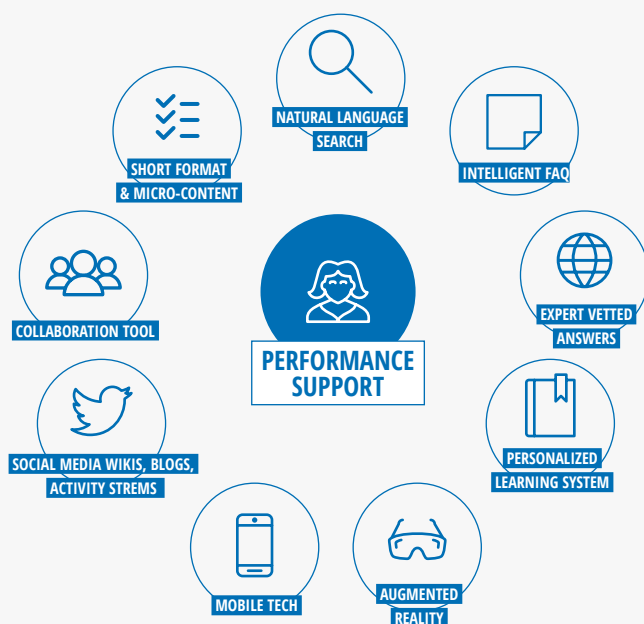 NATURAL LANGUAGE
SEARCH
SHORT FORMAT
& MICRO-CONTENT
INTELLIGENT FAQ
COLLABORATION TOOL
EXPERT VETTED
ANSWERS
PERFORMANCE
SUPPORT
SOCIAL MEDIA WIKIS, BLOGS,
ACTIVITY STREMS
PERSONALIZED
LEARNING SYSTEM
MOBILE TECH
AUGMENTED
REALITY